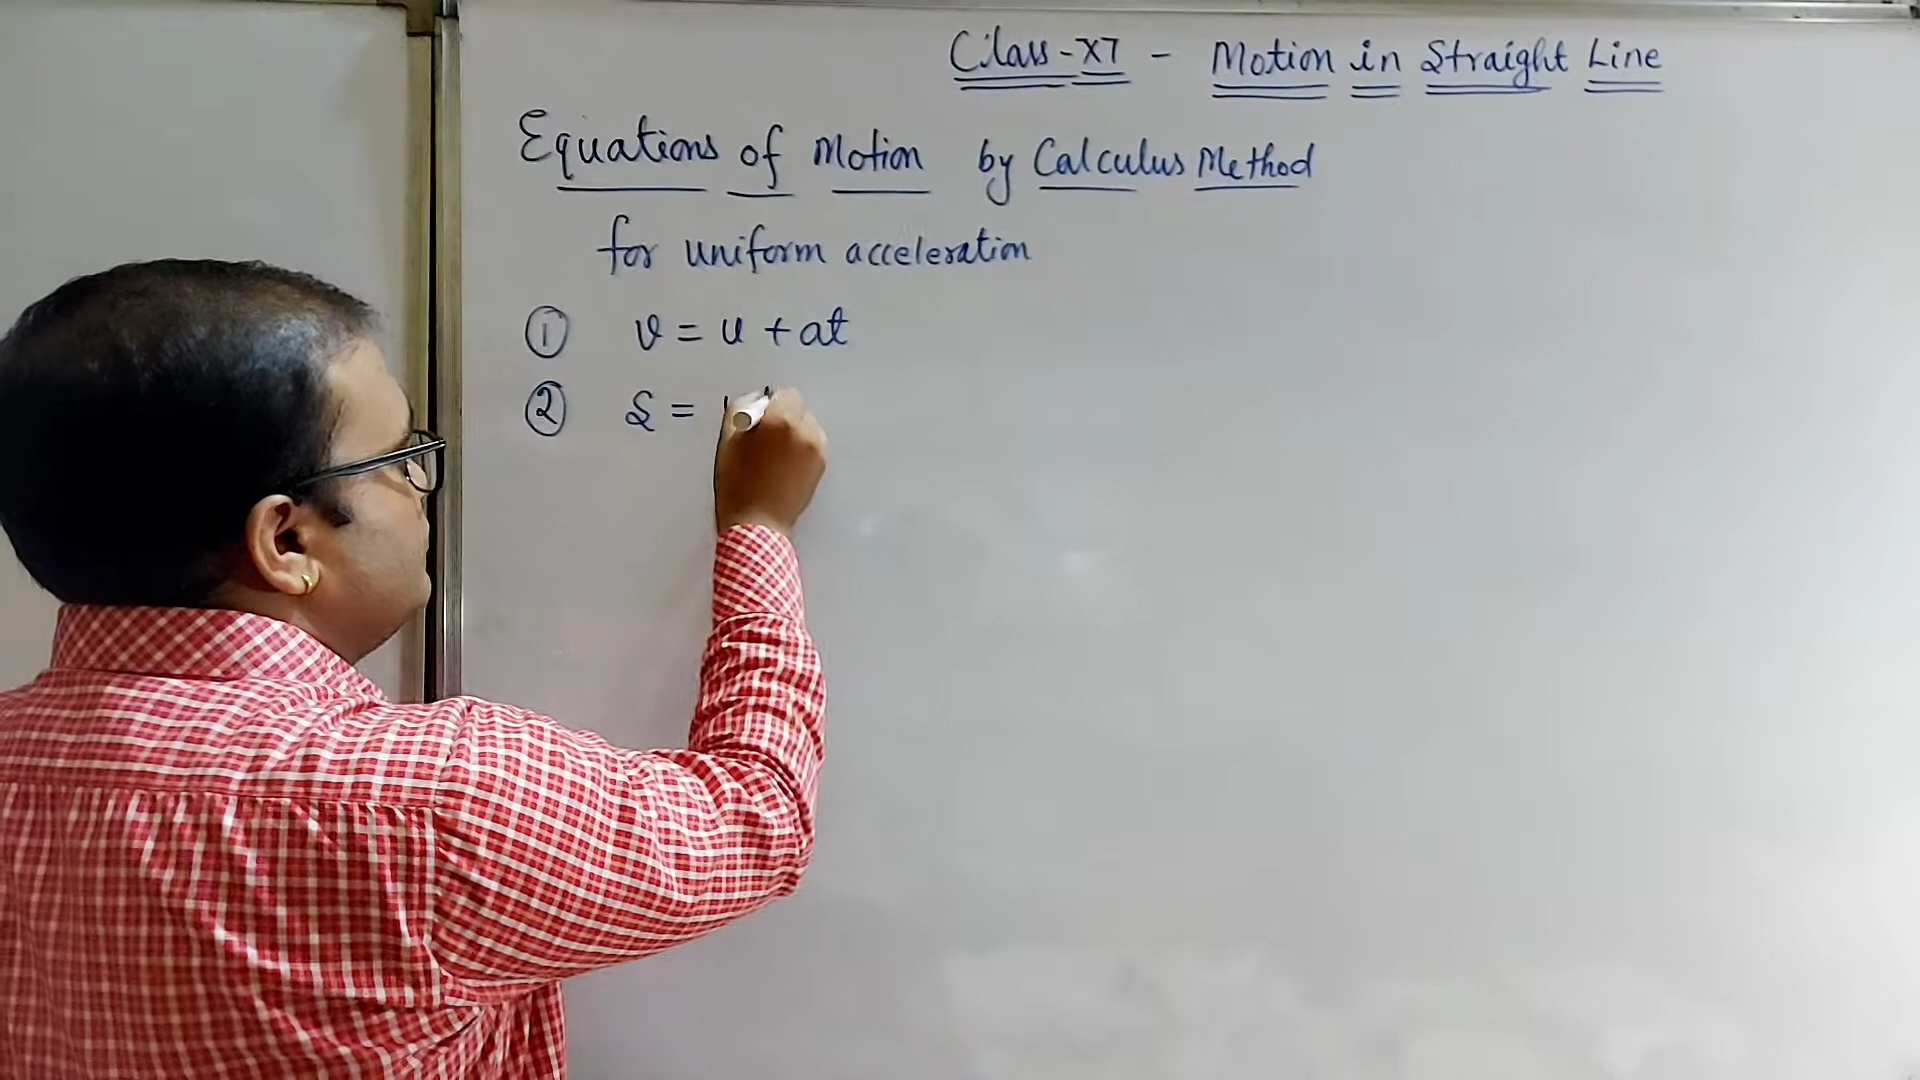 Class-XI - Motion in Straight Line
Equations of Motion by Calculus Method
for uniform acceleration
① v = u + at
② S =